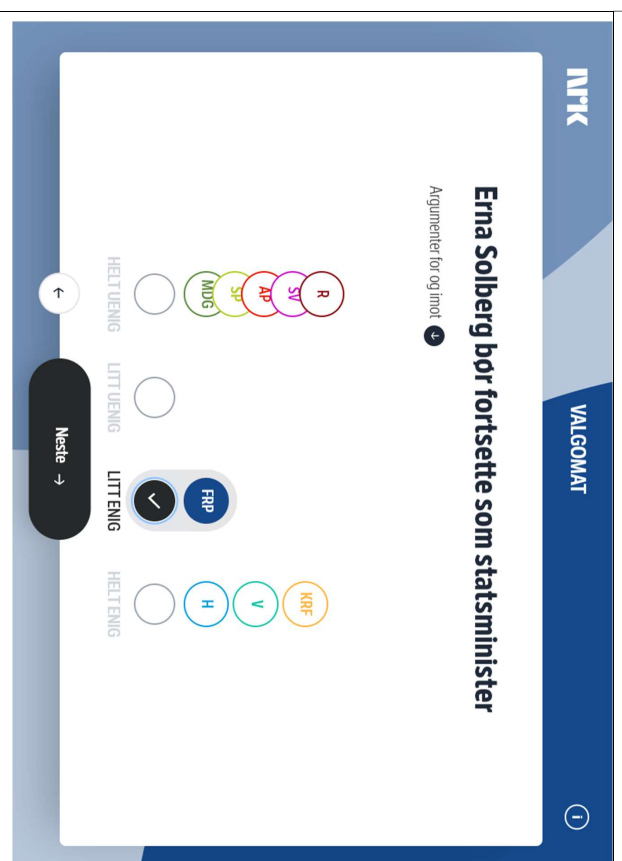 nrk
VALGOMAT
i
Erna Solberg bør fortsette som statsminister
Argumenter for og imot
R
SV
AP
SP
MDG
FRP
KRF
V
H
HELT UENIG
LITT UENIG
LITT ENIG
HELT ENIG
← Neste →